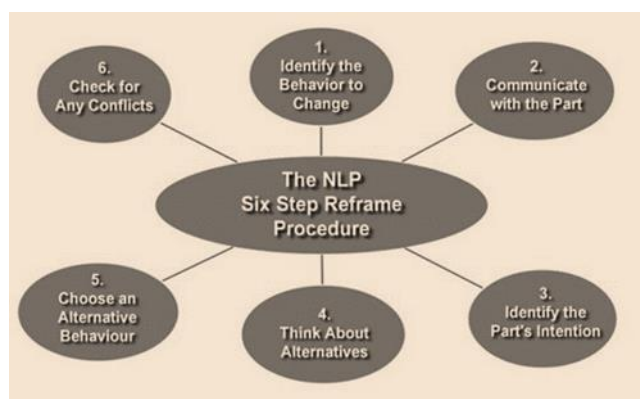 The NLP
Six Step Reframe
Procedure
1.
Identify the
Behavior to
Change
2.
Communicate
with the Part
3.
Identify the
Part's Intention
4.
Think About
Alternatives
5.
Choose an
Alternative
Behaviour
6.
Check for
Any Conflicts